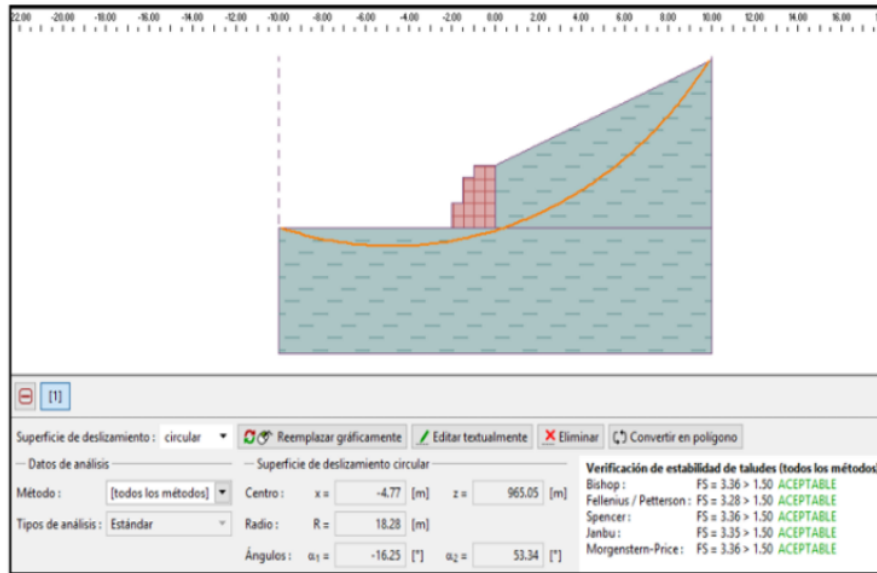 22.00 -20.00 -18.00 -16.00 -14.00 -12.00 -10.00 -8.00 -6.00 -4.00 -2.00 0.00 2.00 4.00 6.00 8.00 10.00 12.00 14.00 16.00
[1]
Superficie de deslizamiento : circular Reemplazar gráficamente Editar textualmente Eliminar Convertir en polígono
Datos de análisis
Método : [todos los métodos]
Tipos de análisis : Estándar
Superficie de deslizamiento circular
Centro : x = -4.77 [m] z = 965.05 [m]
Radio : R = 18.28 [m]
Ángulos : α1 = -16.25 [°] α2 = 53.34 [°]
Verificación de estabilidad de taludes (todos los métodos)
Bishop : FS = 3.36 > 1.50 ACEPTABLE
Fellenius / Petterson : FS = 3.28 > 1.50 ACEPTABLE
Spencer : FS = 3.36 > 1.50 ACEPTABLE
Janbu : FS = 3.35 > 1.50 ACEPTABLE
Morgenstern-Price : FS = 3.36 > 1.50 ACEPTABLE